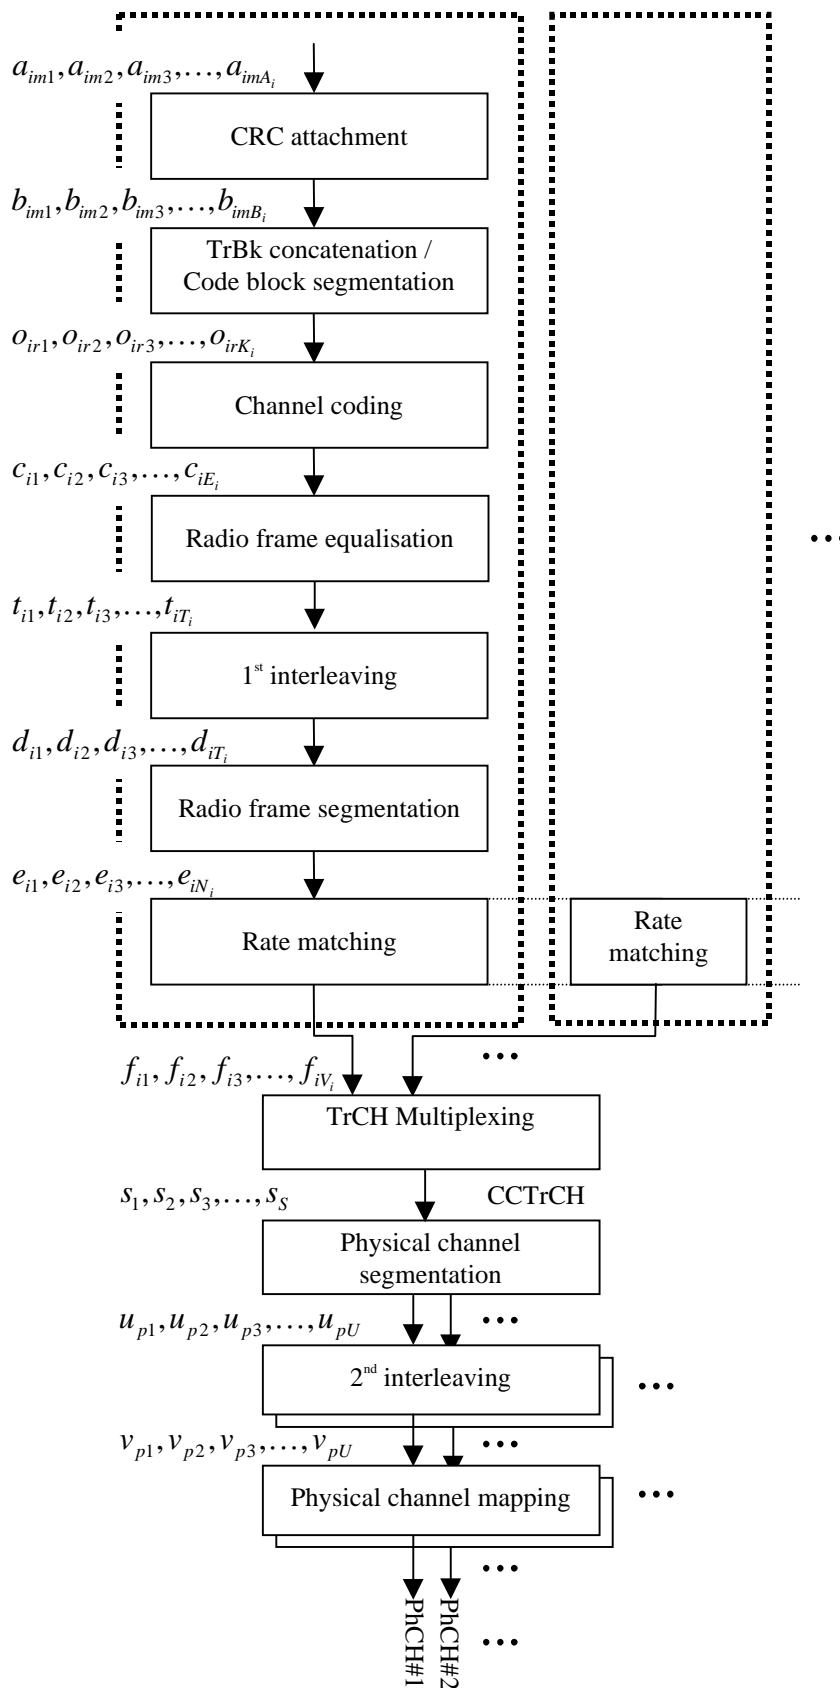 a_{im1}, a_{im2}, a_{im3}, …, a_{imA_i}
CRC attachment
b_{im1}, b_{im2}, b_{im3}, …, b_{imB_i}
TrBk concatenation /
Code block segmentation
o_{ir1}, o_{ir2}, o_{ir3}, …, o_{irK_i}
Channel coding
c_{i1}, c_{i2}, c_{i3}, …, c_{iE_i}
Radio frame equalisation
…
t_{i1}, t_{i2}, t_{i3}, …, t_{iT_i}
1st interleaving
d_{i1}, d_{i2}, d_{i3}, …, d_{iT_i}
Radio frame segmentation
e_{i1}, e_{i2}, e_{i3}, …, e_{iN_i}
Rate matching
Rate
matching
…
f_{i1}, f_{i2}, f_{i3}, …, f_{iV_i}
TrCH Multiplexing
s_1, s_2, s_3, …, s_S
CCTrCH
Physical channel
segmentation
u_{p1}, u_{p2}, u_{p3}, …, u_{pU}
…
2nd interleaving
…
v_{p1}, v_{p2}, v_{p3}, …, v_{pU}
…
Physical channel mapping
…
…
PhCH#1
PhCH#2
…